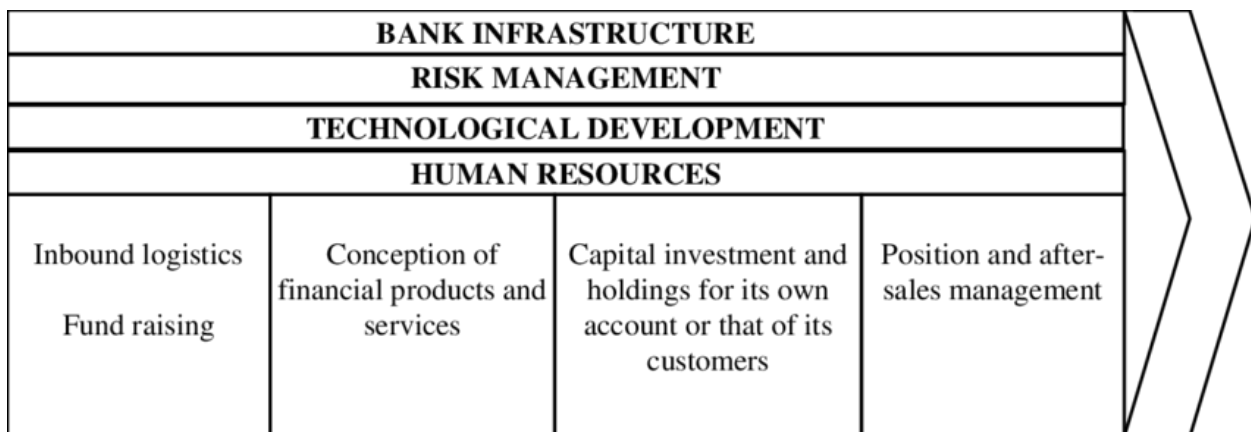 BANK INFRASTRUCTURE
RISK MANAGEMENT
TECHNOLOGICAL DEVELOPMENT
HUMAN RESOURCES
Inbound logistics
Fund raising
Conception of
financial products and
services
Capital investment and
holdings for its own
account or that of its
customers
Position and after-
sales management